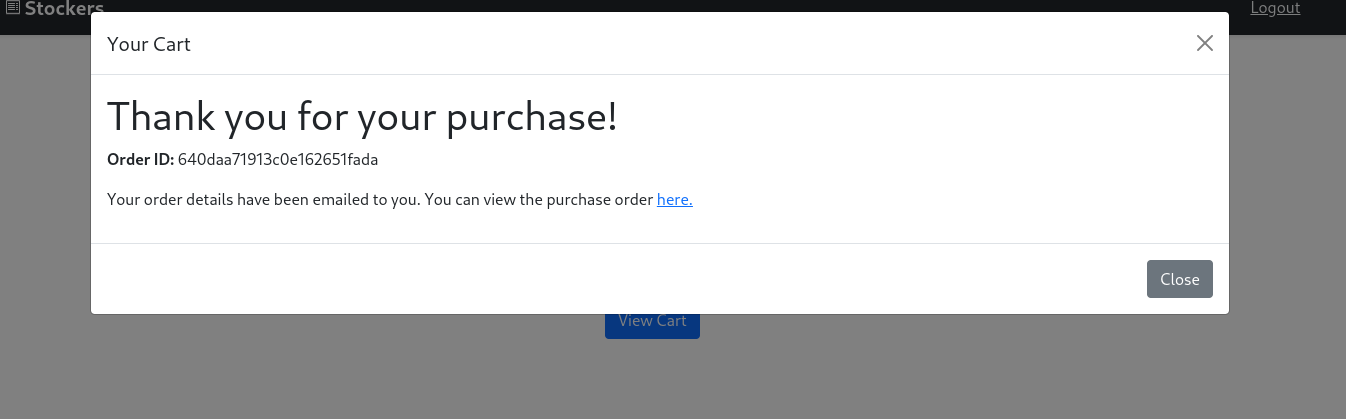 Stockers
Logout
Your Cart
Thank you for your purchase!
Order ID: 640daa71913c0e162651fada
Your order details have been emailed to you. You can view the purchase order here.
Close
View Cart